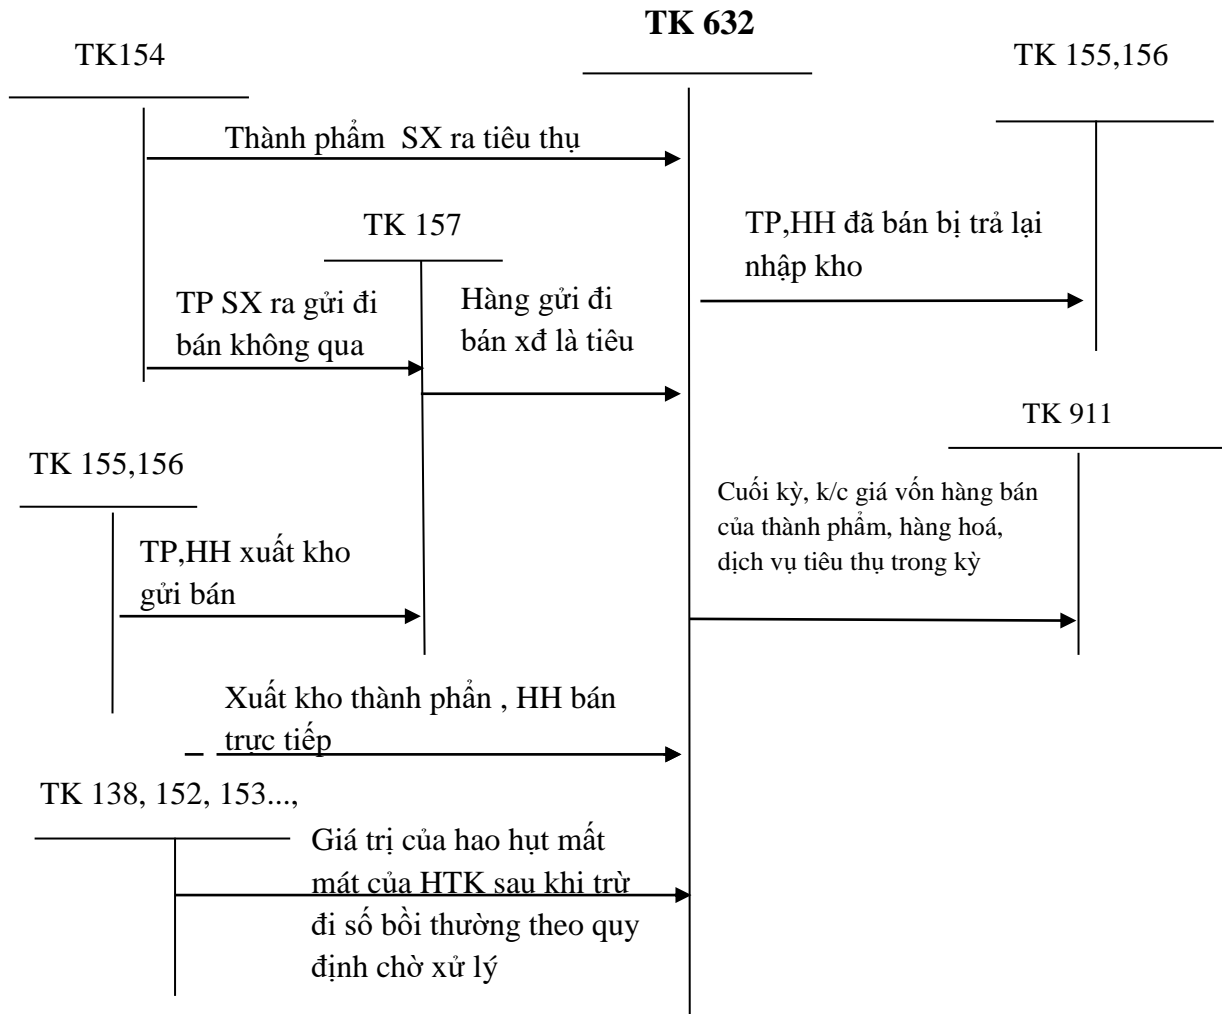 TK 632
TK154
TK 155,156
Thành phẩm SX ra tiêu thụ
TK 157
TP,HH đã bán bị trả lại
nhập kho
TP SX ra gửi đi
bán không qua
Hàng gửi đi
bán xđ là tiêu
TK 911
TK 155,156
Cuối kỳ, k/c giá vốn hàng bán
của thành phẩm, hàng hoá,
dịch vụ tiêu thụ trong kỳ
TP,HH xuất kho
gửi bán
Xuất kho thành phẩn , HH bán
trực tiếp
TK 138, 152, 153...,
Giá trị của hao hụt mất
mát của HTK sau khi trừ
đi số bồi thường theo quy
định chờ xử lý